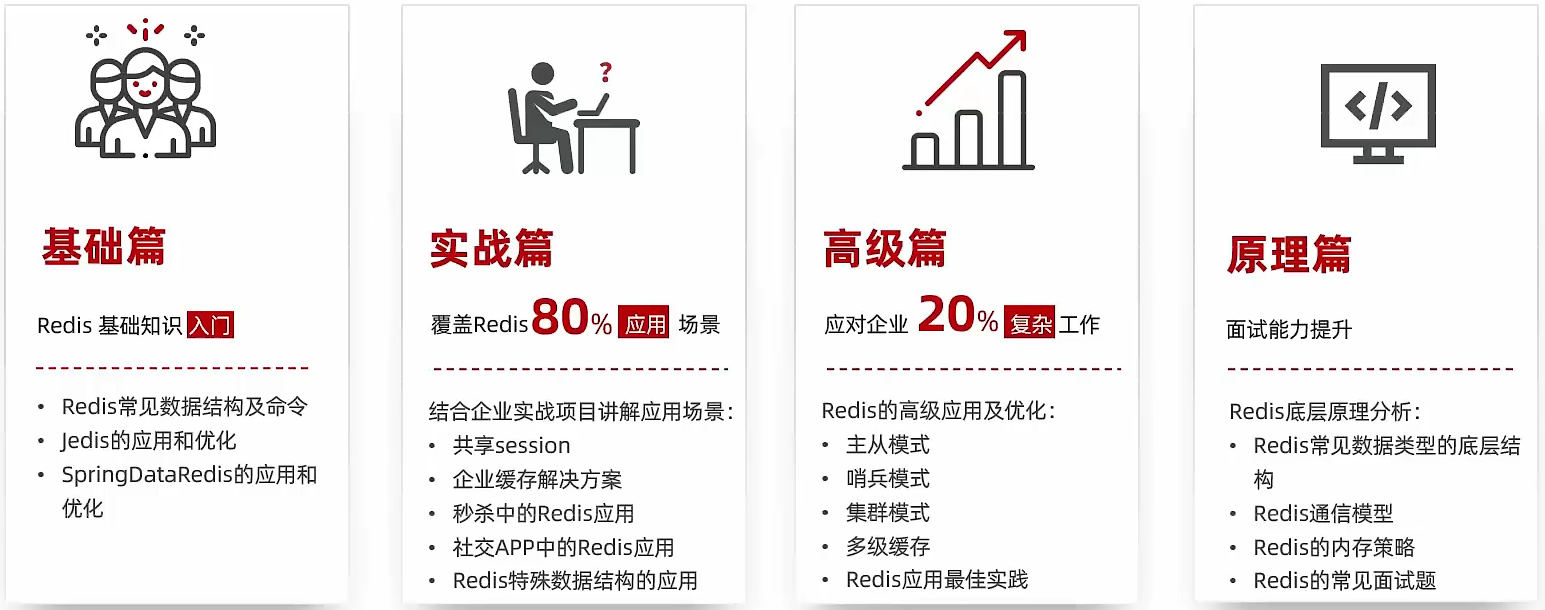 基础篇
Redis 基础知识 入门
• Redis常见数据结构及命令
• Jedis的应用和优化
• SpringDataRedis的应用和
优化
?
实战篇
覆盖Redis80% 应用 场景
结合企业实战项目讲解应用场景：
• 共享session
• 企业缓存解决方案
• 秒杀中的Redis应用
• 社交APP中的Redis应用
• Redis特殊数据结构的应用
高级篇
应对企业 20% 复杂 工作
Redis的高级应用及优化：
• 主从模式
• 哨兵模式
• 集群模式
• 多级缓存
• Redis应用最佳实践
</>
原理篇
面试能力提升
Redis底层原理分析：
• Redis常见数据类型的底层结
构
• Redis通信模型
• Redis的内存策略
• Redis的常见面试题